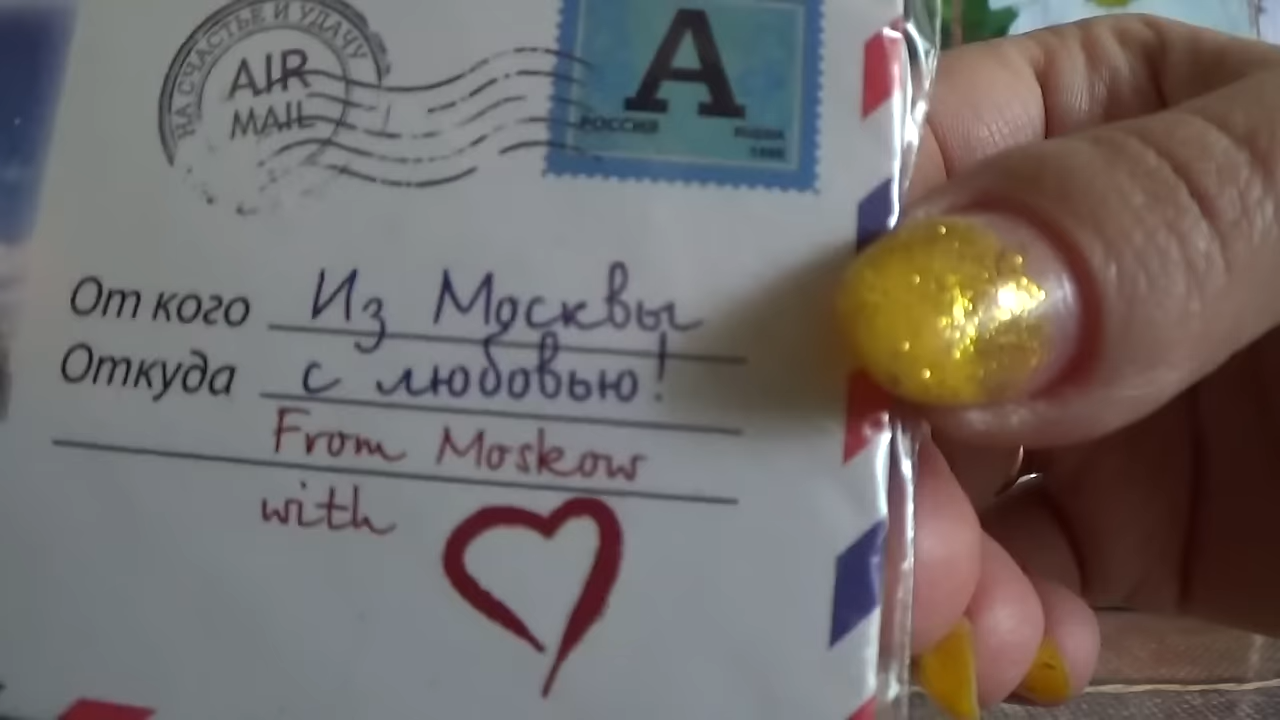 НА СЧАСТЬЕ И УДАЧУ
AIR
MAIL
A
РОССИЯ
От кого Из Москвы
Откуда с любовью!
From Moskow
with